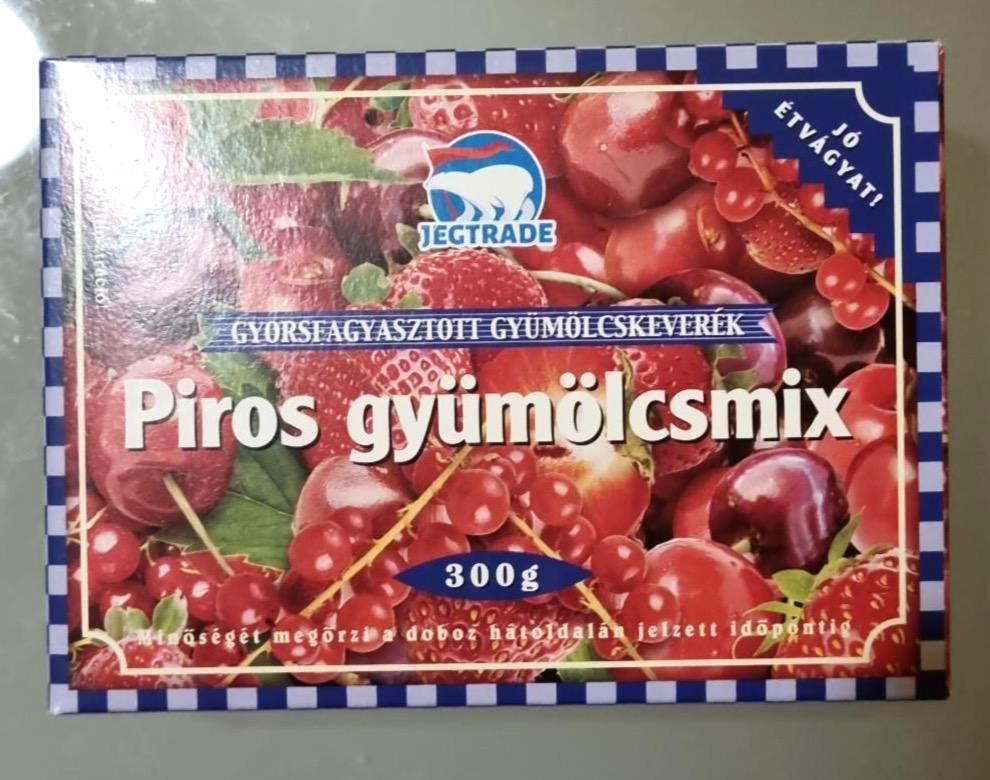 JÓ
ÉTVÁGYAT!
JEGTRADE
GYORSFAGYASZTOTT GYÜMÖLCSKEVERÉK
Piros gyümölcsmix
300g
Minőségét megőrzi a doboz hátoldalán jelzett időpontig